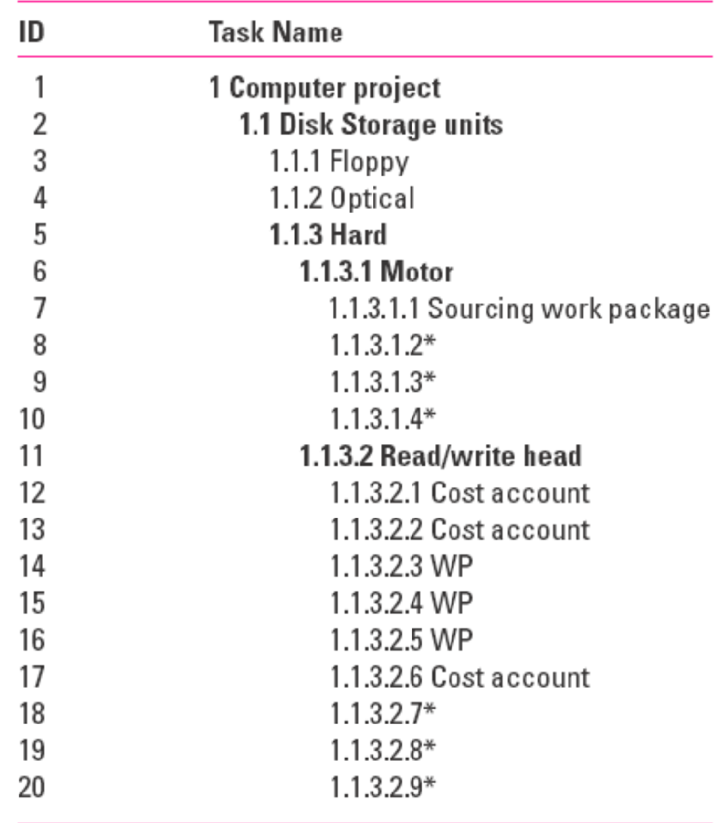 ID Task Name
1 1 Computer project
2 1.1 Disk Storage units
3 1.1.1 Floppy
4 1.1.2 Optical
5 1.1.3 Hard
6 1.1.3.1 Motor
7 1.1.3.1.1 Sourcing work package
8 1.1.3.1.2*
9 1.1.3.1.3*
10 1.1.3.1.4*
11 1.1.3.2 Read/write head
12 1.1.3.2.1 Cost account
13 1.1.3.2.2 Cost account
14 1.1.3.2.3 WP
15 1.1.3.2.4 WP
16 1.1.3.2.5 WP
17 1.1.3.2.6 Cost account
18 1.1.3.2.7*
19 1.1.3.2.8*
20 1.1.3.2.9*